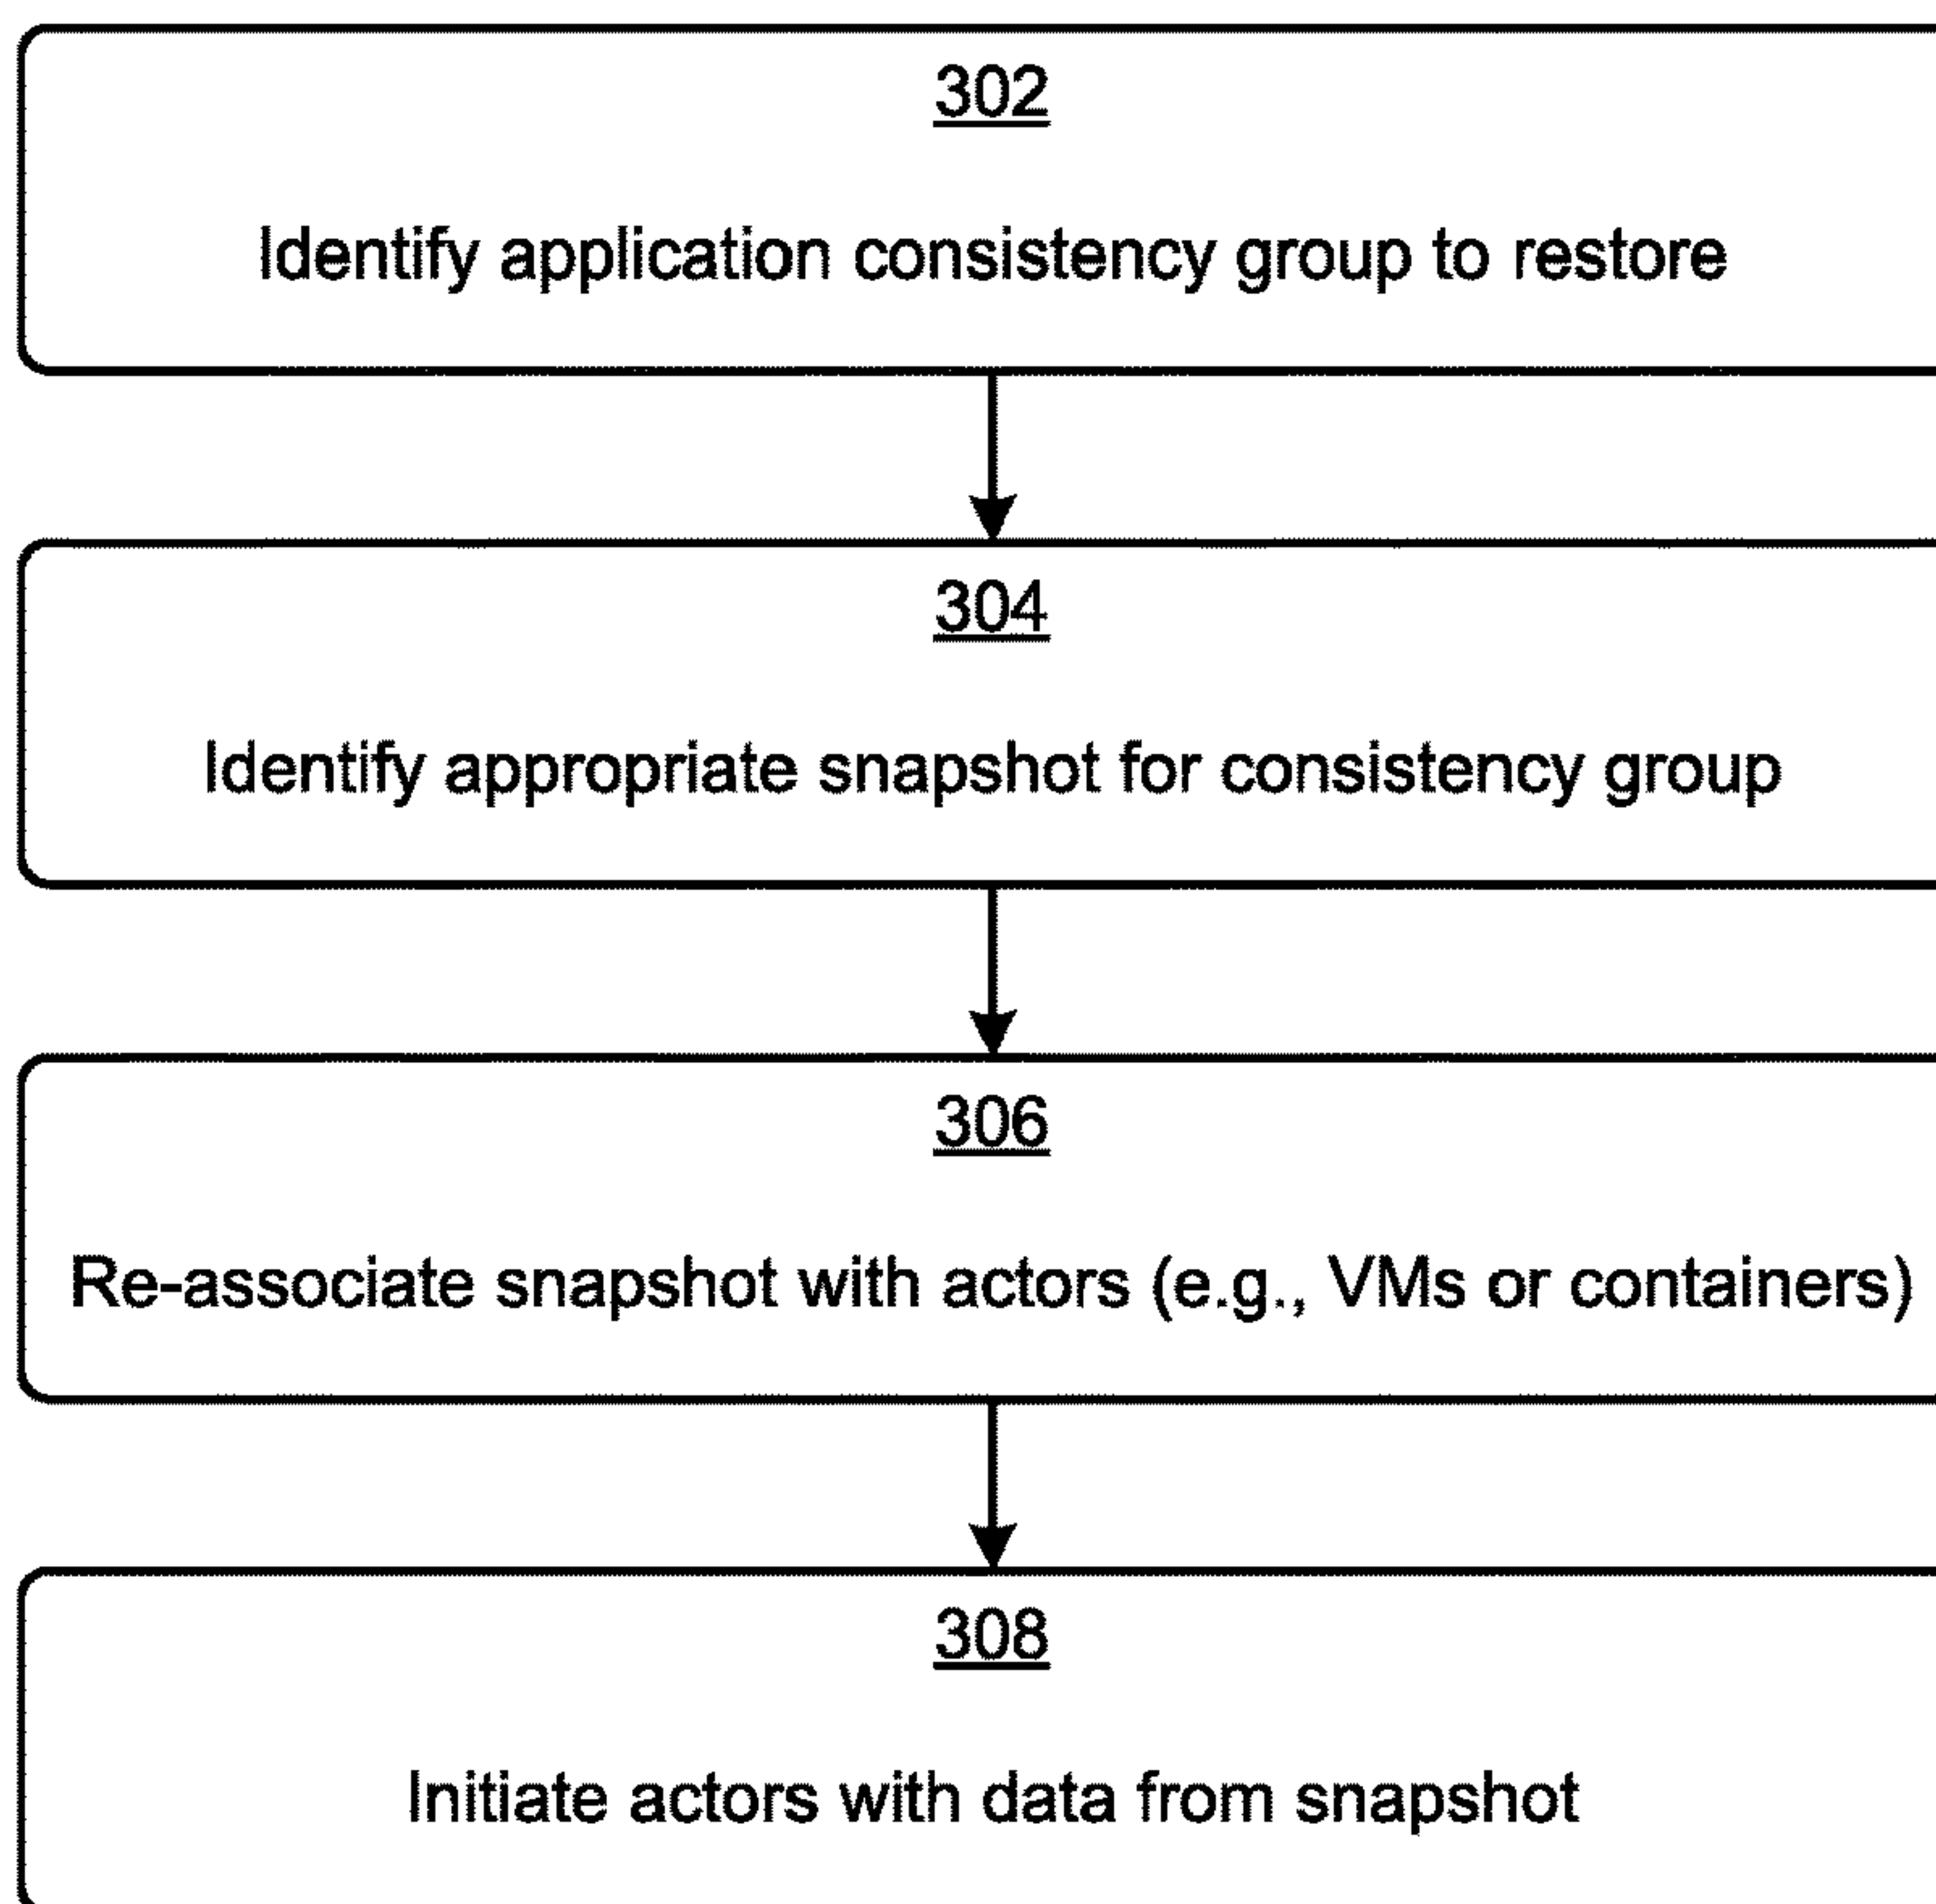 302
Identify application consistency group to restore
304
Identify appropriate snapshot for consistency group
306
Re-associate snapshot with actors (e.g., VMs or containers)
308
Initiate actors with data from snapshot